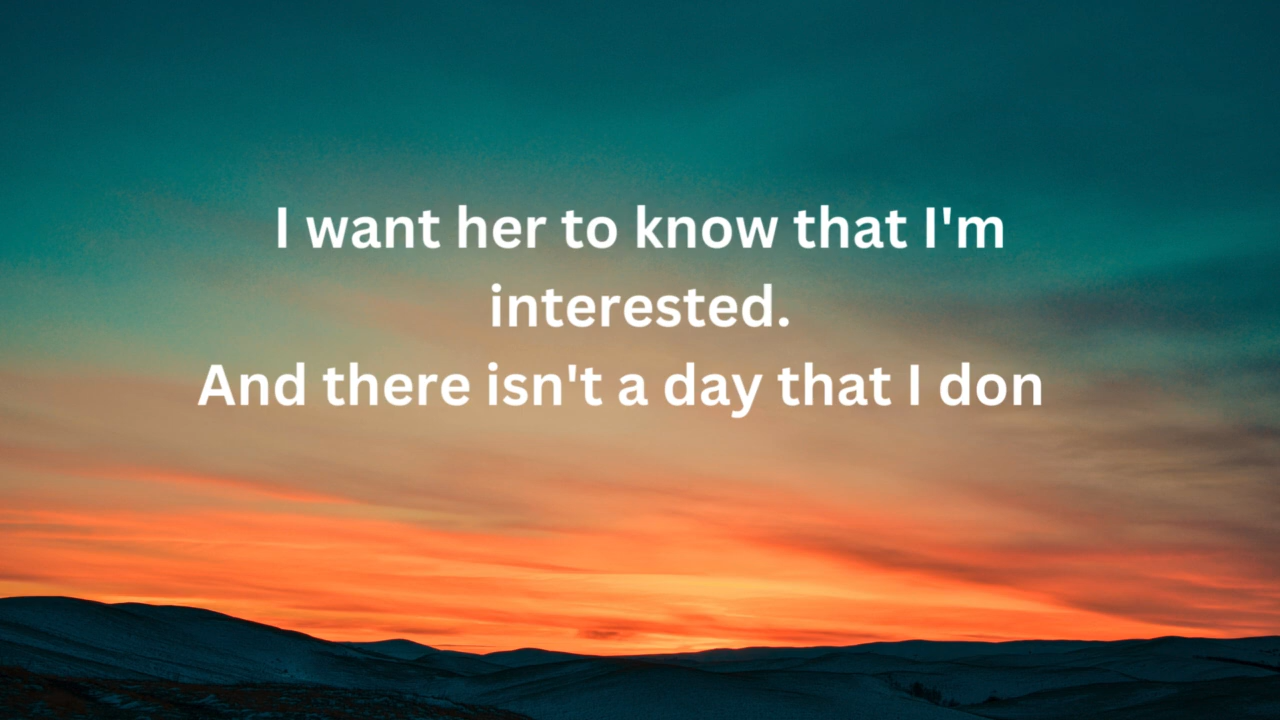 I want her to know that I'm
interested.
And there isn't a day that I don